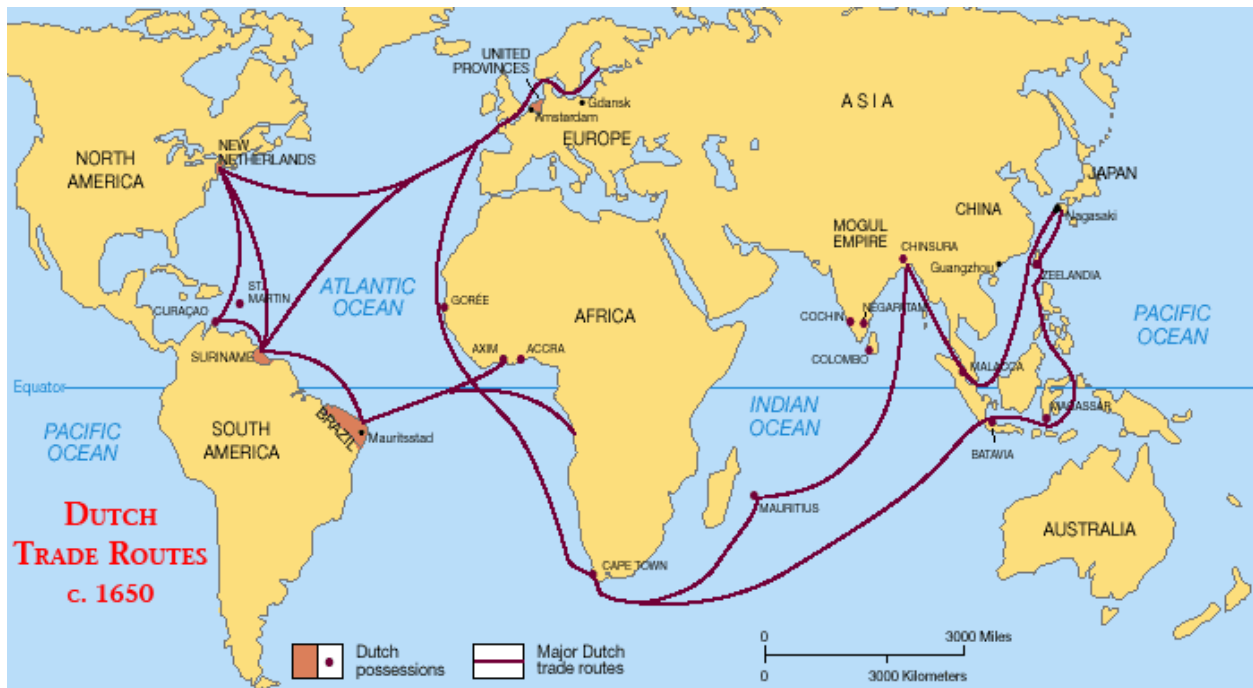 UNITED
PROVINCES
Gdansk
Amsterdam
EUROPE
ASIA
NEW
NETHERLANDS
NORTH
AMERICA
JAPAN
Nagasaki
CHINA
MOGUL
EMPIRE
CHINSURA
Guangzhou
ZEELANDIA
ATLANTIC
OCEAN
ST.
MARTIN
CURAÇAO
GORÉE
AFRICA
COCHIN
NEGAPATAM
COLOMBO
PACIFIC
OCEAN
SURINAME
AXIM
ACCRA
MALACCA
Equator
INDIAN
OCEAN
MACASSAR
BRAZIL
Mauritsstad
SOUTH
AMERICA
PACIFIC
OCEAN
BATAVIA
MAURITIUS
AUSTRALIA
DUTCH
TRADE ROUTES
C. 1650
CAPE TOWN
Dutch
possessions
Major Dutch
trade routes
0 3000 Miles
0 3000 Kilometers